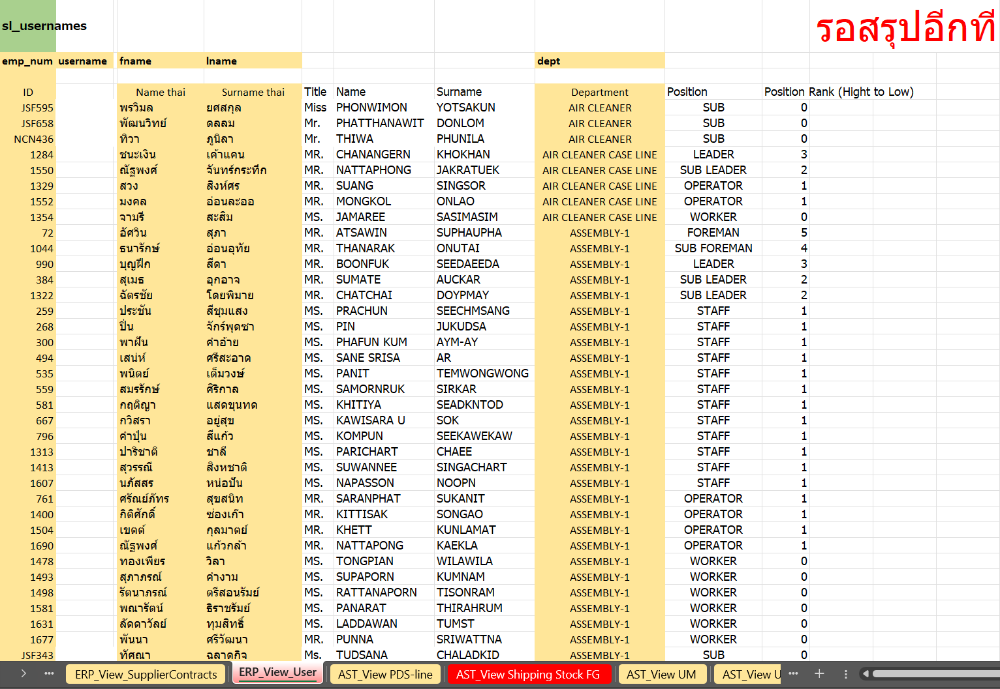 sl_usernames รอสรุปอีกที
emp_num username fname lname dept
ID Name thai Surname thai Title Name Surname Department Position Position Rank (Hight to Low)
JSF595 พรวิมล ยศสกุล Miss PHONWIMON YOTSAKUN AIR CLEANER SUB 0
JSF658 พัฒนวิทย์ ดลลม Mr. PHATTHANAWIT DONLOM AIR CLEANER SUB 0
NCN436 ทิวา ภูนิลา Mr. THIWA PHUNILA AIR CLEANER SUB 0
1284 ชนะเงิน เค้าแคน MR. CHANANGERN KHOKHAN AIR CLEANER CASE LINE LEADER 3
1550 ณัฐพงศ์ จันทร์กระทึก MR. NATTAPHONG JAKRATUEK AIR CLEANER CASE LINE SUB LEADER 2
1329 สวง สิงห์ศร MR. SUANG SINGSOR AIR CLEANER CASE LINE OPERATOR 1
1552 มงคล อ่อนละออ MR. MONGKOL ONLAO AIR CLEANER CASE LINE OPERATOR 1
1354 จามรี สะสิม MS. JAMAREE SASIMASIM AIR CLEANER CASE LINE WORKER 0
72 อัศวิน สุภา MR. ATSAWIN SUPHAUPHA ASSEMBLY-1 FOREMAN 5
1044 ธนารักษ์ อ่อนอุทัย MR. THANARAK ONUTAI ASSEMBLY-1 SUB FOREMAN 4
990 บุญฝึก สีดา MR. BOONFUK SEEDAEEDA ASSEMBLY-1 LEADER 3
384 สุเมธ อุกอาจ MR. SUMATE AUCKAR ASSEMBLY-1 SUB LEADER 2
1322 ฉัตรชัย โดยพิมาย MR. CHATCHAI DOYPMAY ASSEMBLY-1 SUB LEADER 2
259 ประชัน สีชุมแสง MS. PRACHUN SEECHMSANG ASSEMBLY-1 STAFF 1
268 ปิ่น จักร์พุดซา MS. PIN JUKUDSA ASSEMBLY-1 STAFF 1
300 พาฝัน คำอ้าย MS. PHAFUN KUM AYM-AY ASSEMBLY-1 STAFF 1
494 เสน่ห์ ศรีสะอาด MS. SANE SRISA AR ASSEMBLY-1 STAFF 1
535 พนิตย์ เต็มวงษ์ MS. PANIT TEMWONGWONG ASSEMBLY-1 STAFF 1
559 สมรรักษ์ ศิริกาล MS. SAMORNRUK SIRKAR ASSEMBLY-1 STAFF 1
581 กฤติญา แสดขุนทด MS. KHITIYA SEADKNTOD ASSEMBLY-1 STAFF 1
667 กวิสรา อยู่สุข MS. KAWISARA U SOK ASSEMBLY-1 STAFF 1
796 คำปุ่น สีแก้ว MS. KOMPUN SEEKAWEKAW ASSEMBLY-1 STAFF 1
1313 ปาริชาติ ชาลี MS. PARICHART CHAEE ASSEMBLY-1 STAFF 1
1413 สุวรรณี สิงหชาติ MS. SUWANNEE SINGACHART ASSEMBLY-1 STAFF 1
1607 นภัสสร หน่อปัน MS. NAPASSON NOOPN ASSEMBLY-1 STAFF 1
761 ศรัณย์ภัทร สุขสนิท MR. SARANPHAT SUKANIT ASSEMBLY-1 OPERATOR 1
1400 กิติศักดิ์ ซ่องเก๊า MR. KITTISAK SONGAO ASSEMBLY-1 OPERATOR 1
1504 เขตต์ กุลมาตย์ MR. KHETT KUNLAMAT ASSEMBLY-1 OPERATOR 1
1690 ณัฐพงศ์ แก้วกล้า MR. NATTAPONG KAEKLA ASSEMBLY-1 OPERATOR 1
1478 ทองเพียร วิลา MS. TONGPIAN WILAWILA ASSEMBLY-1 WORKER 0
1493 สุภาภรณ์ คำงาม MS. SUPAPORN KUMNAM ASSEMBLY-1 WORKER 0
1498 รัตนาภรณ์ ตรีสอนรัมย์ MS. RATTANAPORN TISONRAM ASSEMBLY-1 WORKER 0
1581 พณารัตน์ ธิราชรัมย์ MS. PANARAT THIRAHRUM ASSEMBLY-1 WORKER 0
1631 ลัดดาวัลย์ ทุมสิทธิ์ MS. LADDAWAN TUMST ASSEMBLY-1 WORKER 0
1677 พันนา ศรีวัฒนา MR. PUNNA SRIWATTNA ASSEMBLY-1 WORKER 0
JSF343 ทัศณา ฉลาดกิจ Ms. TUDSANA CHALADKID ASSEMBLY-1 SUB 0
ERP_View_SupplierContracts ERP_View_User AST_View PDS-line AST_View Shipping Stock FG AST_View UM AST_View U